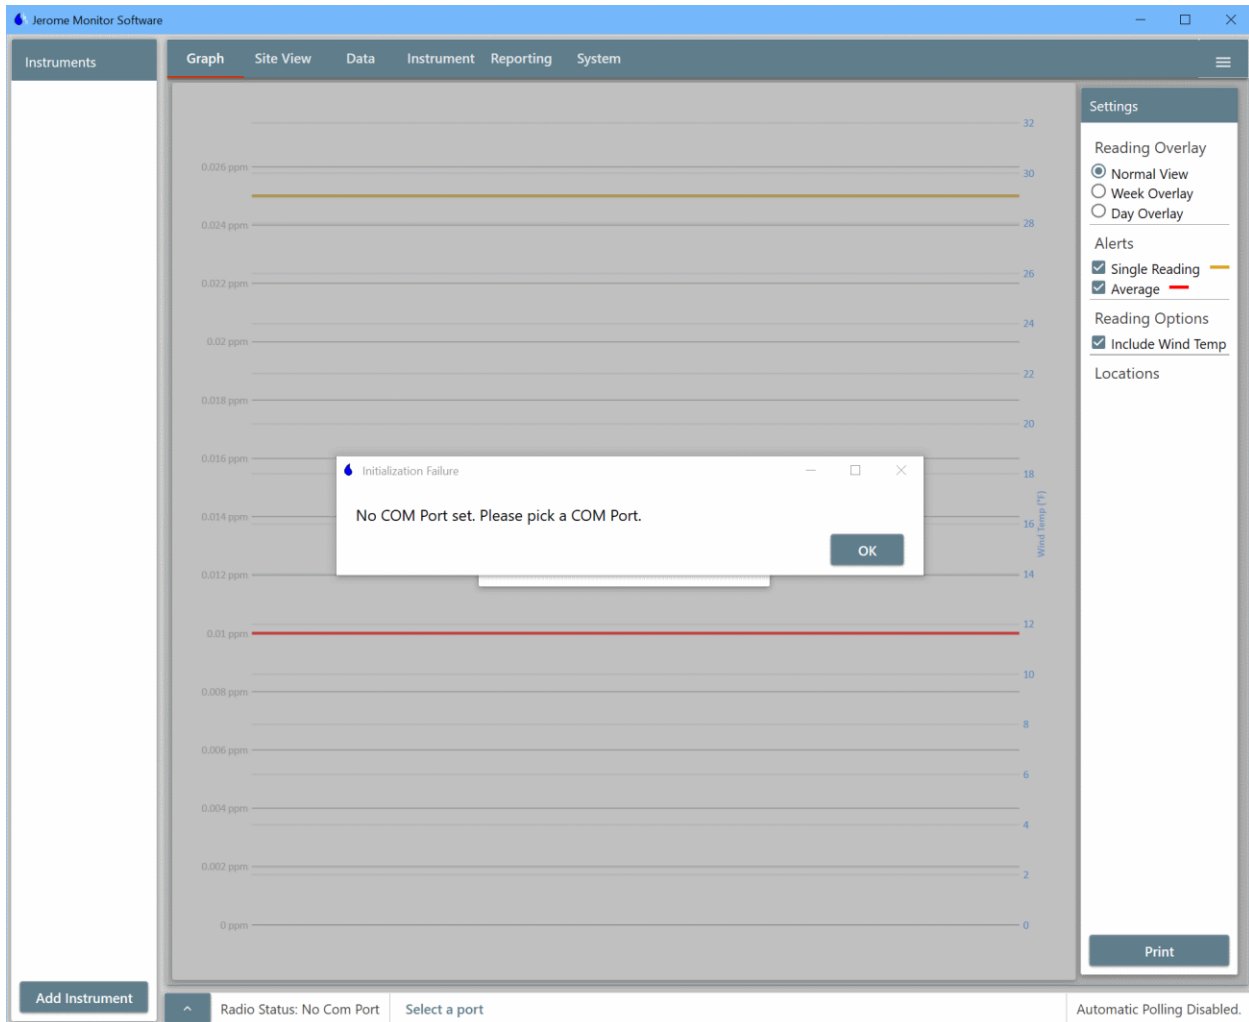 Jerome Monitor Software
Instruments
Graph Site View Data Instrument Reporting System
Settings
Reading Overlay
Normal View
Week Overlay
Day Overlay
Alerts
Single Reading
Average
Reading Options
Include Wind Temp
Locations
0.026 ppm
0.024 ppm
0.022 ppm
0.02 ppm
0.018 ppm
0.016 ppm
0.014 ppm
0.012 ppm
0.01 ppm
0.008 ppm
0.006 ppm
0.004 ppm
0.002 ppm
0 ppm
32
30
28
26
24
22
20
18
16
14
12
10
8
6
4
2
0
Wind Temp (°F)
Initialization Failure
No COM Port set. Please pick a COM Port.
OK
Print
Add Instrument
Radio Status: No Com Port Select a port Automatic Polling Disabled.